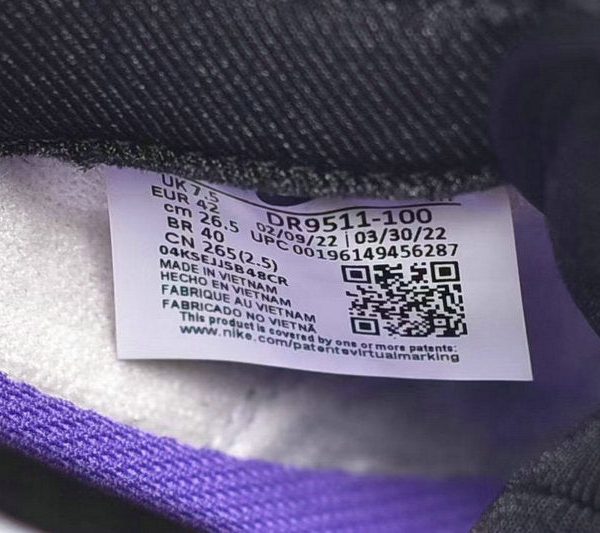 UK 7.5
EUR 42
cm 26.5
BR 40
CN 265(2.5)
DR9511-100
02/09/22 | 03/30/22
UPC 00196149456287
04KSEJJSB48CR
MADE IN VIETNAM
HECHO EN VIETNAM
FABRIQUE AU VIETNAM
FABRICADO NO VIETNÃ
This product is covered by one or more patents:
www.nike.com/patentsvirtualmarking